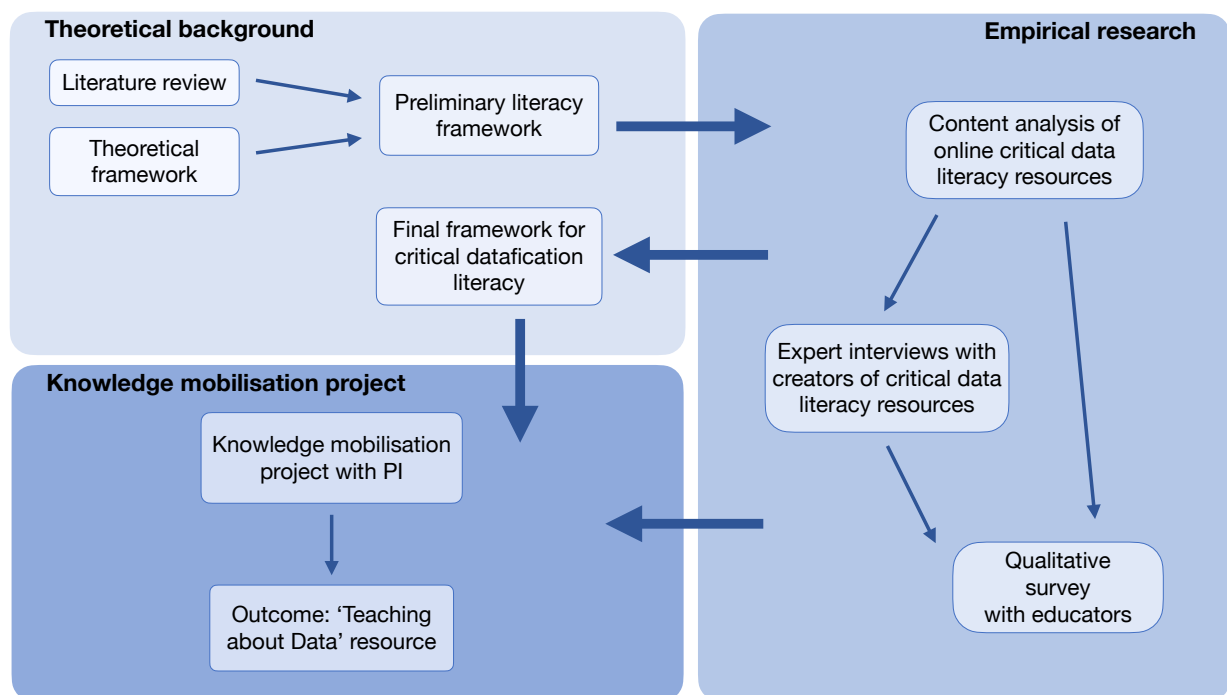 Theoretical background
Literature review
Theoretical
framework
Preliminary literacy
framework
Final framework for
critical datafication
literacy
Empirical research
Content analysis of
online critical data
literacy resources
Expert interviews with
creators of critical data
literacy resources
Qualitative
survey
with educators
Knowledge mobilisation project
Knowledge mobilisation
project with PI
Outcome: ‘Teaching
about Data’ resource